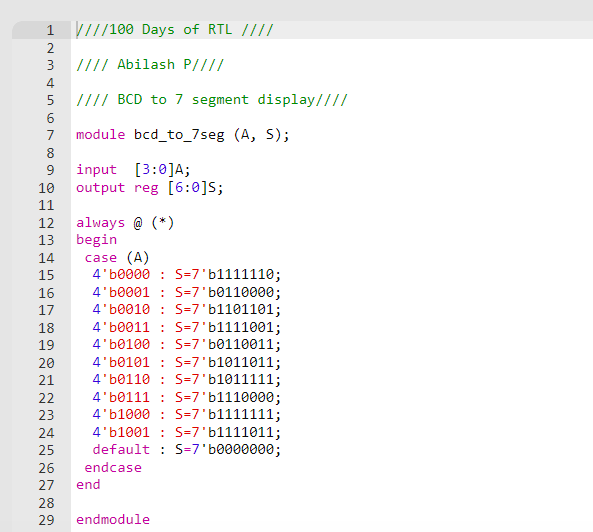 1 ////100 Days of RTL ////
2
3 //// Abilash P////
4
5 //// BCD to 7 segment display////
6
7 module bcd_to_7seg (A, S);
8
9 input  [3:0]A;
10 output reg [6:0]S;
11
12 always @ (*)
13 begin
14  case (A)
15   4'b0000 : S=7'b1111110;
16   4'b0001 : S=7'b0110000;
17   4'b0010 : S=7'b1101101;
18   4'b0011 : S=7'b1111001;
19   4'b0100 : S=7'b0110011;
20   4'b0101 : S=7'b1011011;
21   4'b0110 : S=7'b1011111;
22   4'b0111 : S=7'b1110000;
23   4'b1000 : S=7'b1111111;
24   4'b1001 : S=7'b1111011;
25   default : S=7'b0000000;
26  endcase
27 end
28
29 endmodule